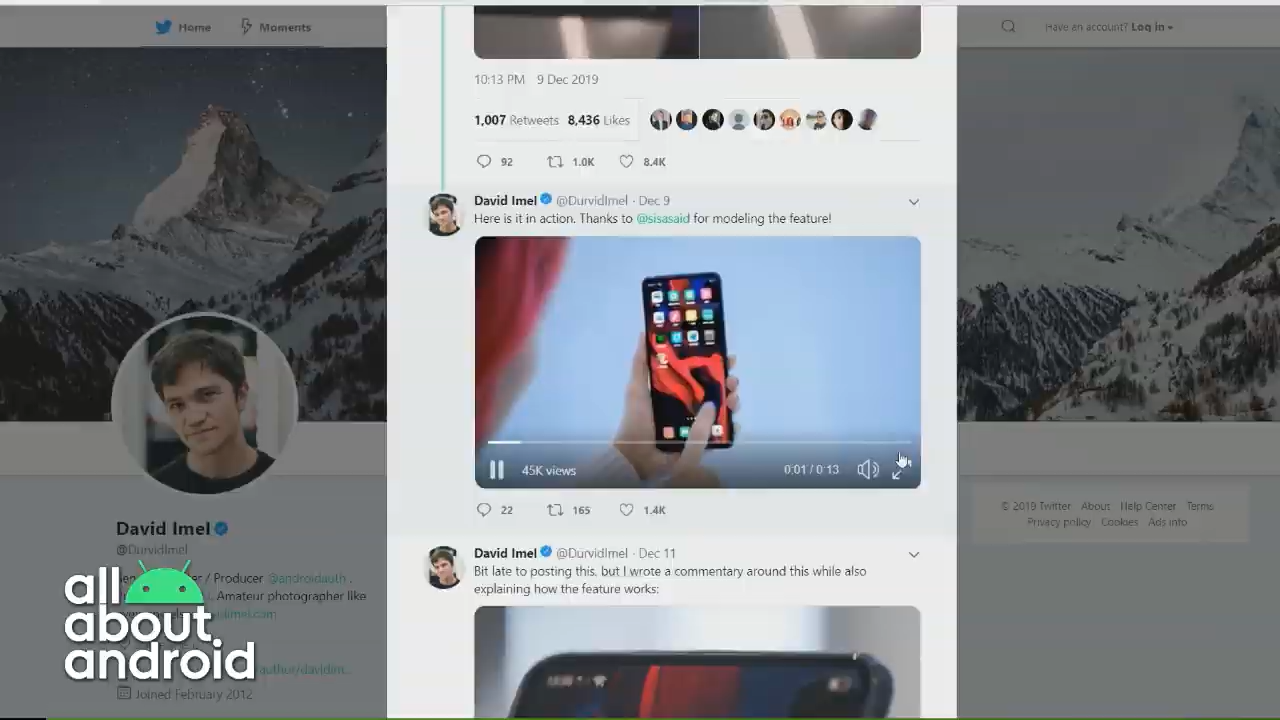 Home
Moments
Have an account? Log in
10:13 PM 9 Dec 2019
1,007 Retweets 8,436 Likes
92 1.0K 8.4K
David Imel @DurvidImel · Dec 9
Here is it in action. Thanks to @sisasaid for modeling the feature!
45K views
0:01 / 0:13
22 165 1.4K
David Imel @DurvidImel · Dec 11
Bit late to posting this, but I wrote a commentary around this while also
explaining how the feature works:
David Imel
@DurvidImel
/ Producer @androidauth .
Amateur photographer like
/author/davidim...
Joined February 2012
© 2019 Twitter About Help Center Terms
Privacy policy Cookies Ads info
all
about
android